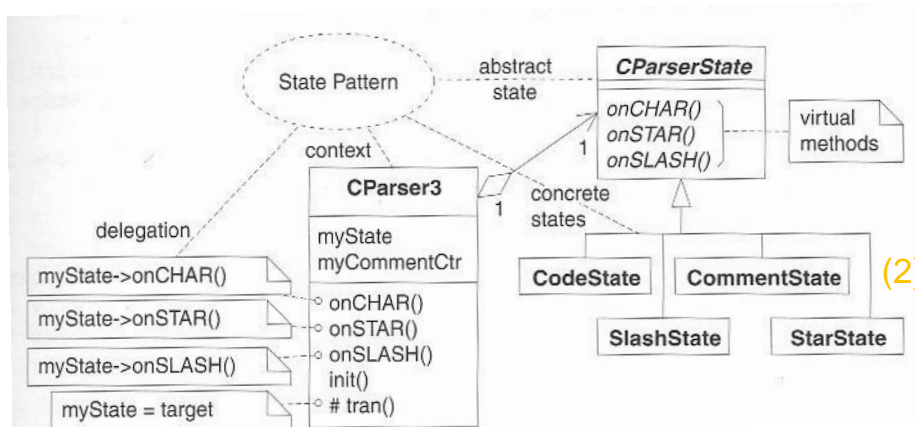 State Pattern
abstract
state
CParserState
onCHAR()
onSTAR()
onSLASH()
virtual
methods
context
1
1
CParser3
myState
myCommentCtr
onCHAR()
onSTAR()
onSLASH()
init()
# tran()
concrete
states
delegation
myState->onCHAR()
myState->onSTAR()
myState->onSLASH()
myState = target
CodeState
CommentState
SlashState
StarState
(2)